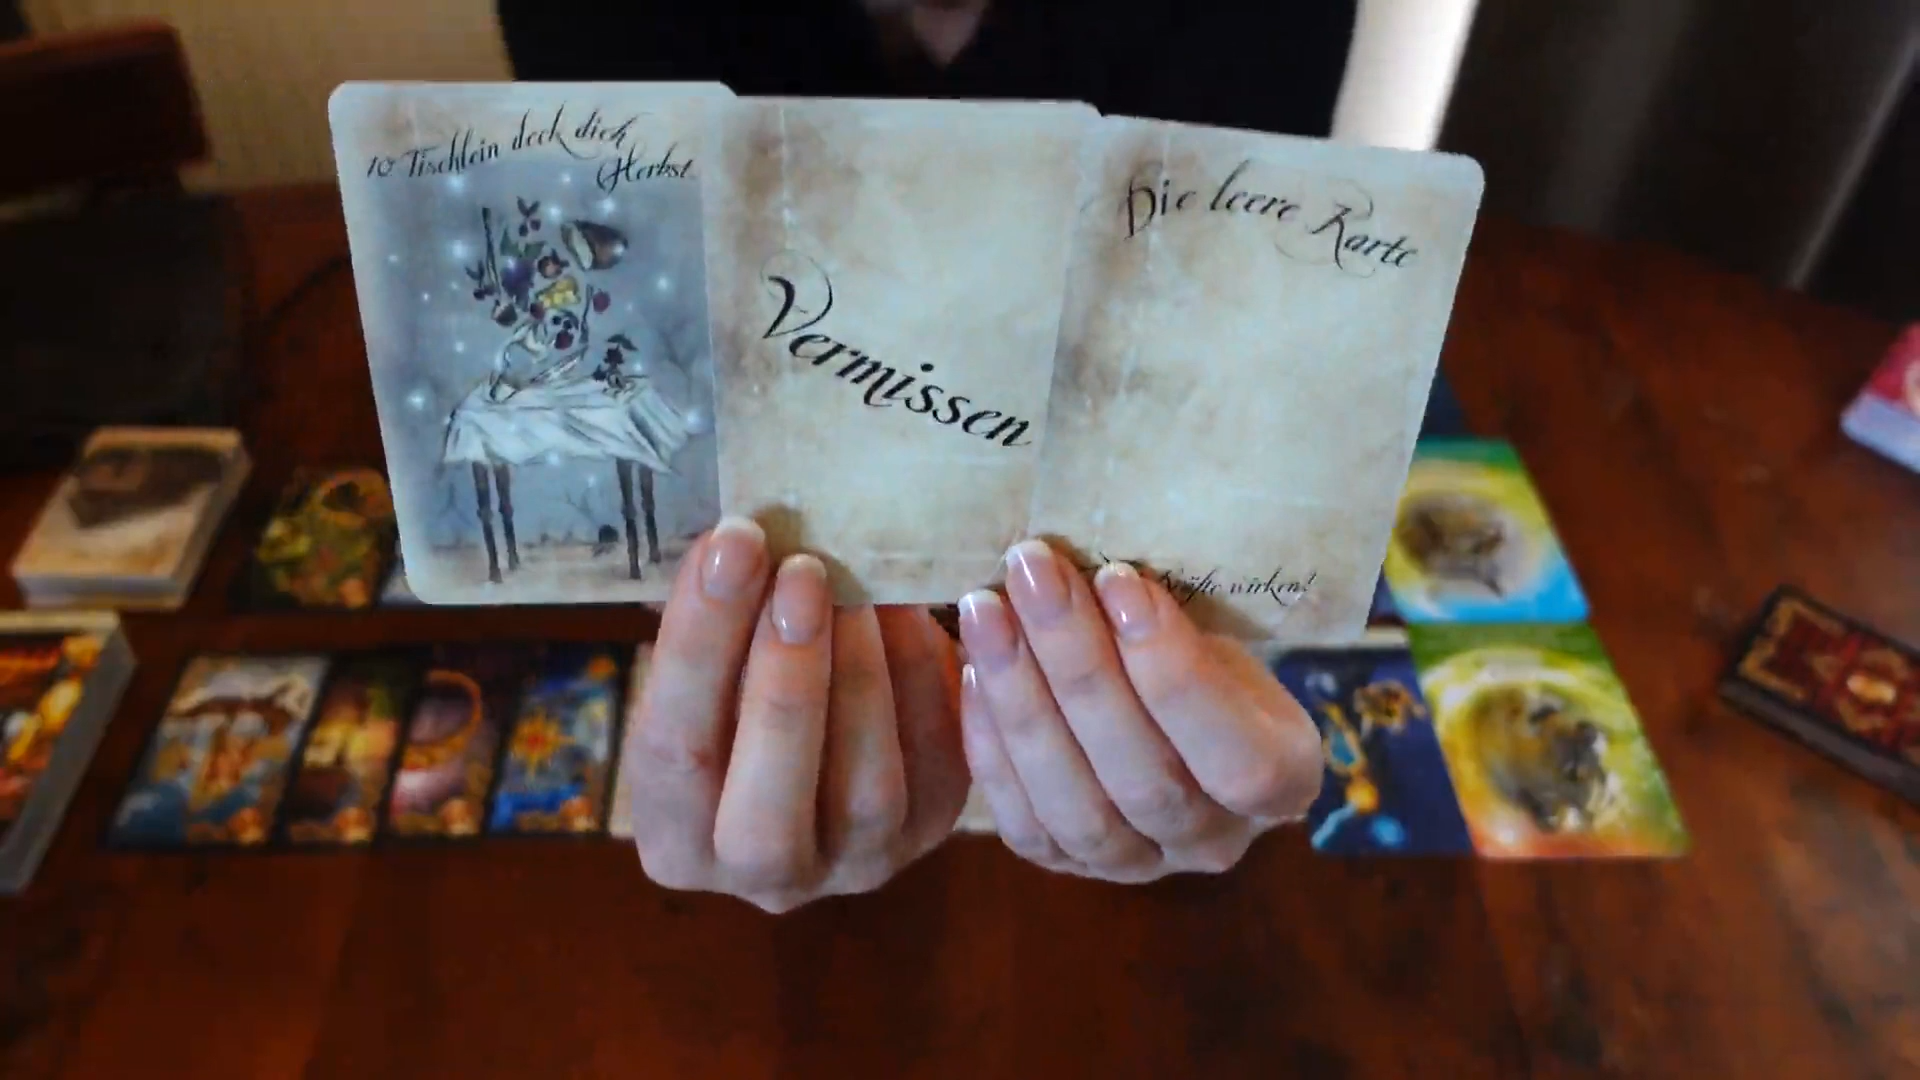 10 Tischlein deck dich
Herbst
Vermissen
Die leere Karte
Kräfte wirken!